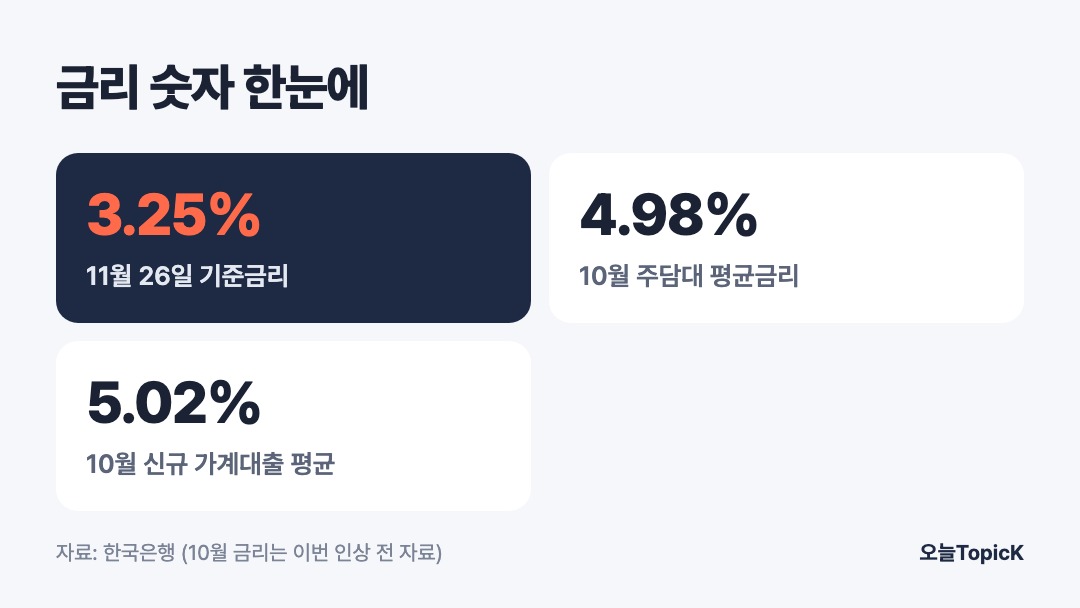 금리 숫자 한눈에
3.25%
11월 26일 기준금리
4.98%
10월 주담대 평균금리
5.02%
10월 신규 가계대출 평균
자료: 한국은행 (10월 금리는 이번 인상 전 자료)
오늘TopicK